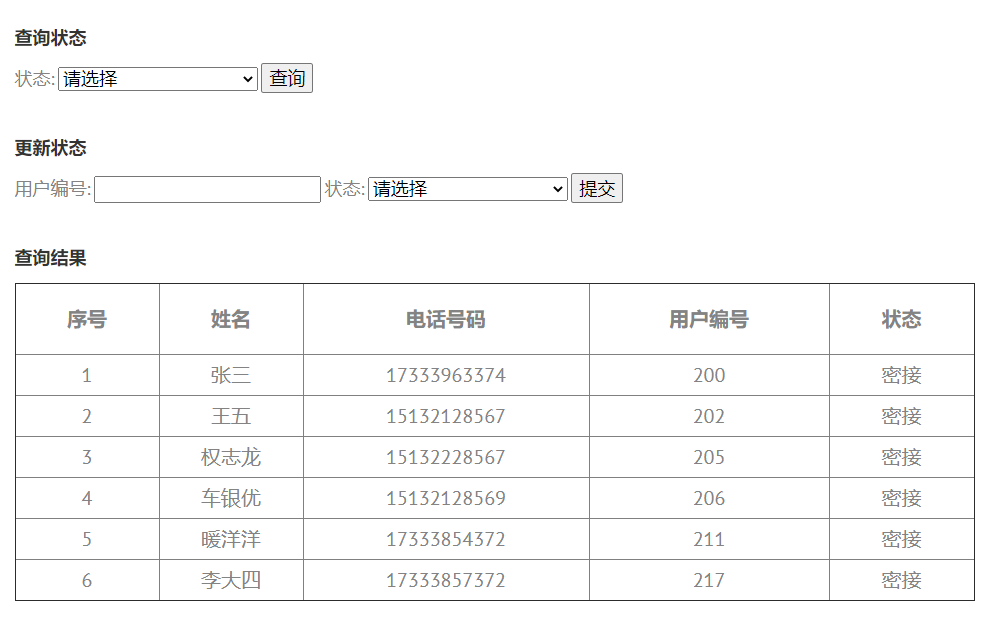 查询状态
状态: 请选择 查询
更新状态
用户编号: 状态: 请选择 提交
查询结果
序号 姓名 电话号码 用户编号 状态
1 张三 17333963374 200 密接
2 王五 15132128567 202 密接
3 权志龙 15132228567 205 密接
4 车银优 15132128569 206 密接
5 暖洋洋 17333854372 211 密接
6 李大四 17333857372 217 密接